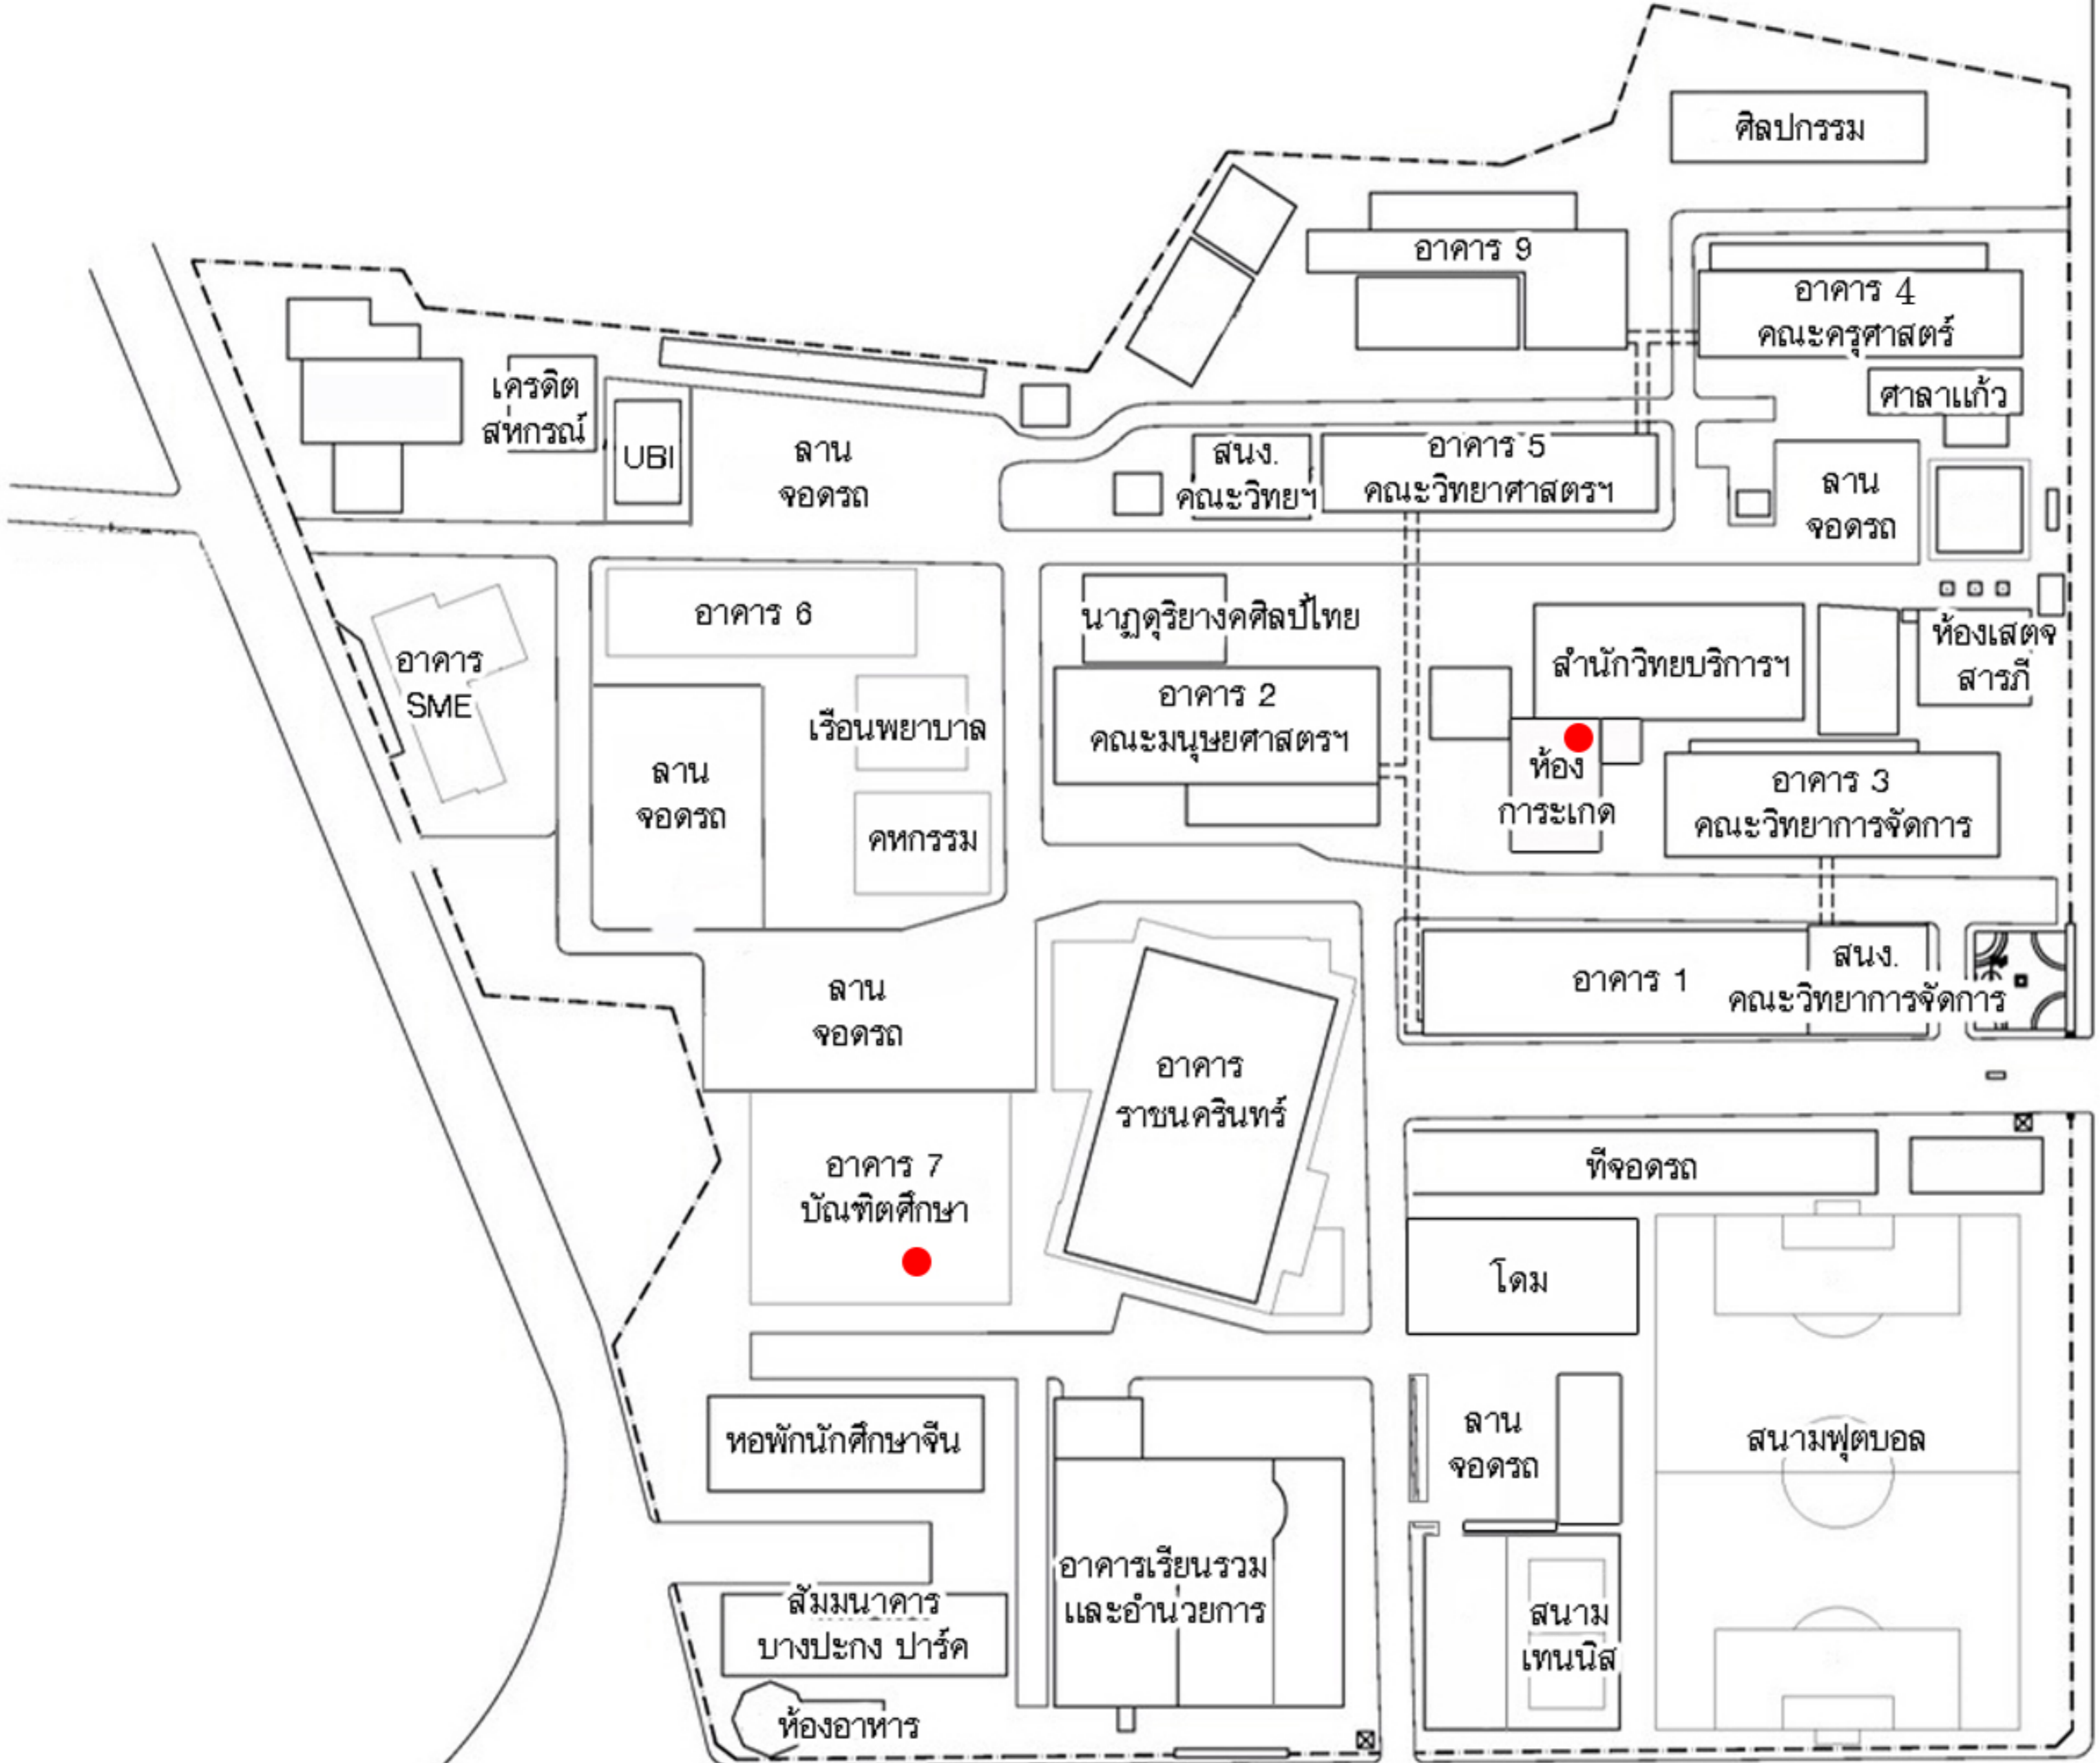 ศิลปกรรม
อาคาร 9
อาคาร 4
คณะครุศาสตร์
ศาลาแก้ว
เครดิต
สหกรณ์
UBI
ลาน
จอดรถ
สนง.
คณะวิทยฯ
อาคาร 5
คณะวิทยาศาสตรฯ
ลาน
จอดรถ
อาคาร
SME
อาคาร 6
เรือนพยาบาล
ลาน
จอดรถ
คหกรรม
นาฏดุริยางคศิลป์ไทย
อาคาร 2
คณะมนุษยศาสตรฯ
สำนักวิทยบริการฯ
ห้องเสตจ
สารภี
ห้อง
การะเกด
อาคาร 3
คณะวิทยาการจัดการ
ลาน
จอดรถ
อาคาร
ราชนครินทร์
อาคาร 1
สนง.
คณะวิทยาการจัดการ
อาคาร 7
บัณฑิตศึกษา
ที่จอดรถ
โดม
หอพักนักศึกษาจีน
ลาน
จอดรถ
สนามฟุตบอล
อาคารเรียนรวม
และอำนวยการ
สัมมนาคาร
บางปะกง ปาร์ค
สนาม
เทนนิส
ห้องอาหาร